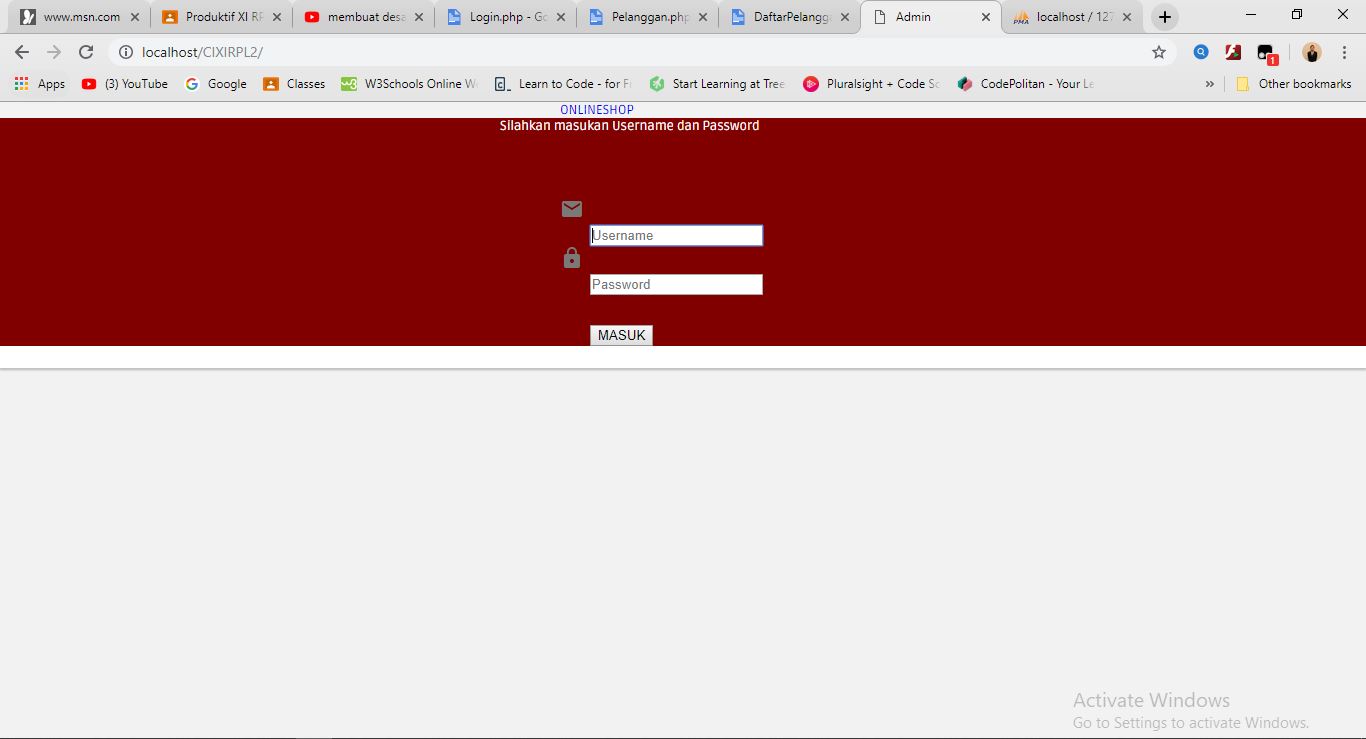 www.msn.com
Produktif XI RP
membuat desa
Login.php - Go
Pelanggan.php
DaftarPelangg
Admin
localhost / 127
localhost/CIXIRPL2/
Apps
(3) YouTube
Google
Classes
W3Schools Online W
Learn to Code - for F
Start Learning at Tree
Pluralsight + Code Sc
CodePolitan - Your Le
»
Other bookmarks
1
ONLINESHOP
Silahkan masukan Username dan Password
Username
Password
MASUK
Activate Windows
Go to Settings to activate Windows.